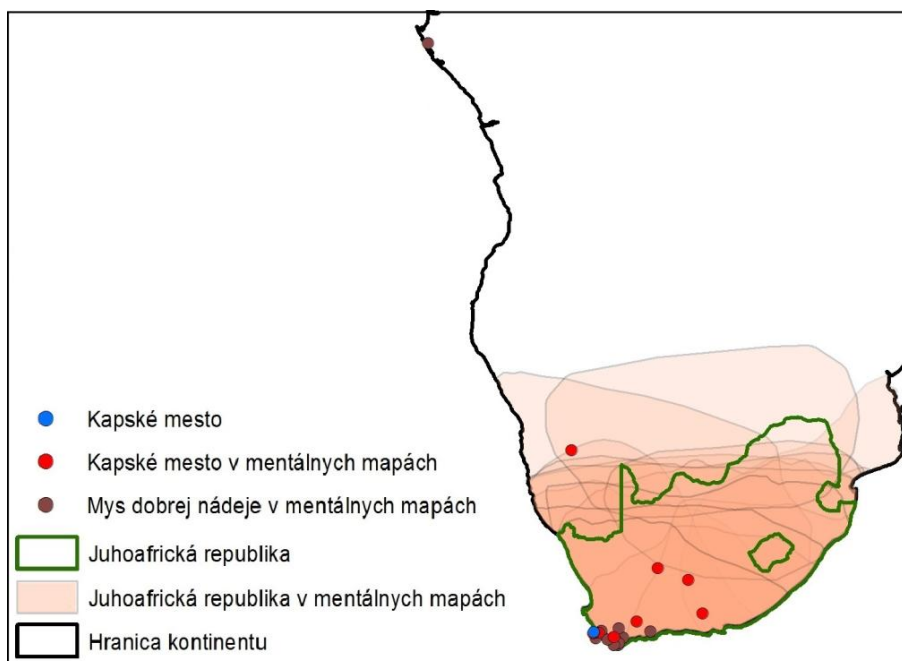 Kapské mesto
Kapské mesto v mentálnych mapách
Mys dobrej nádeje v mentálnych mapách
Juhoafrická republika
Juhoafrická republika v mentálnych mapách
Hranica kontinentu